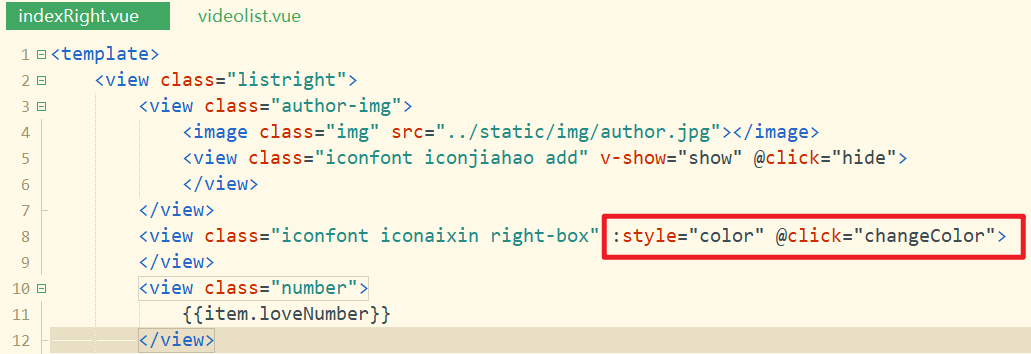 indexRight.vue videolist.vue
1 <template>
2 <view class="listright">
3 <view class="author-img">
4 <image class="img" src="../static/img/author.jpg"></image>
5 <view class="iconfont iconjiahao add" v-show="show" @click="hide">
6 </view>
7 </view>
8 <view class="iconfont iconaixin right-box" :style="color" @click="changeColor">
9 </view>
10 <view class="number">
11 {{item.loveNumber}}
12 </view>